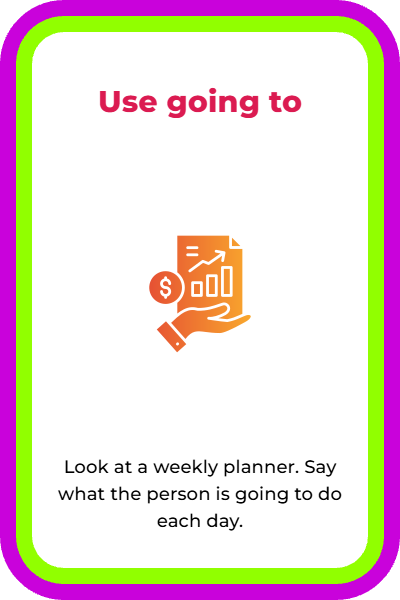 Use going to
$
Look at a weekly planner. Say
what the person is going to do
each day.